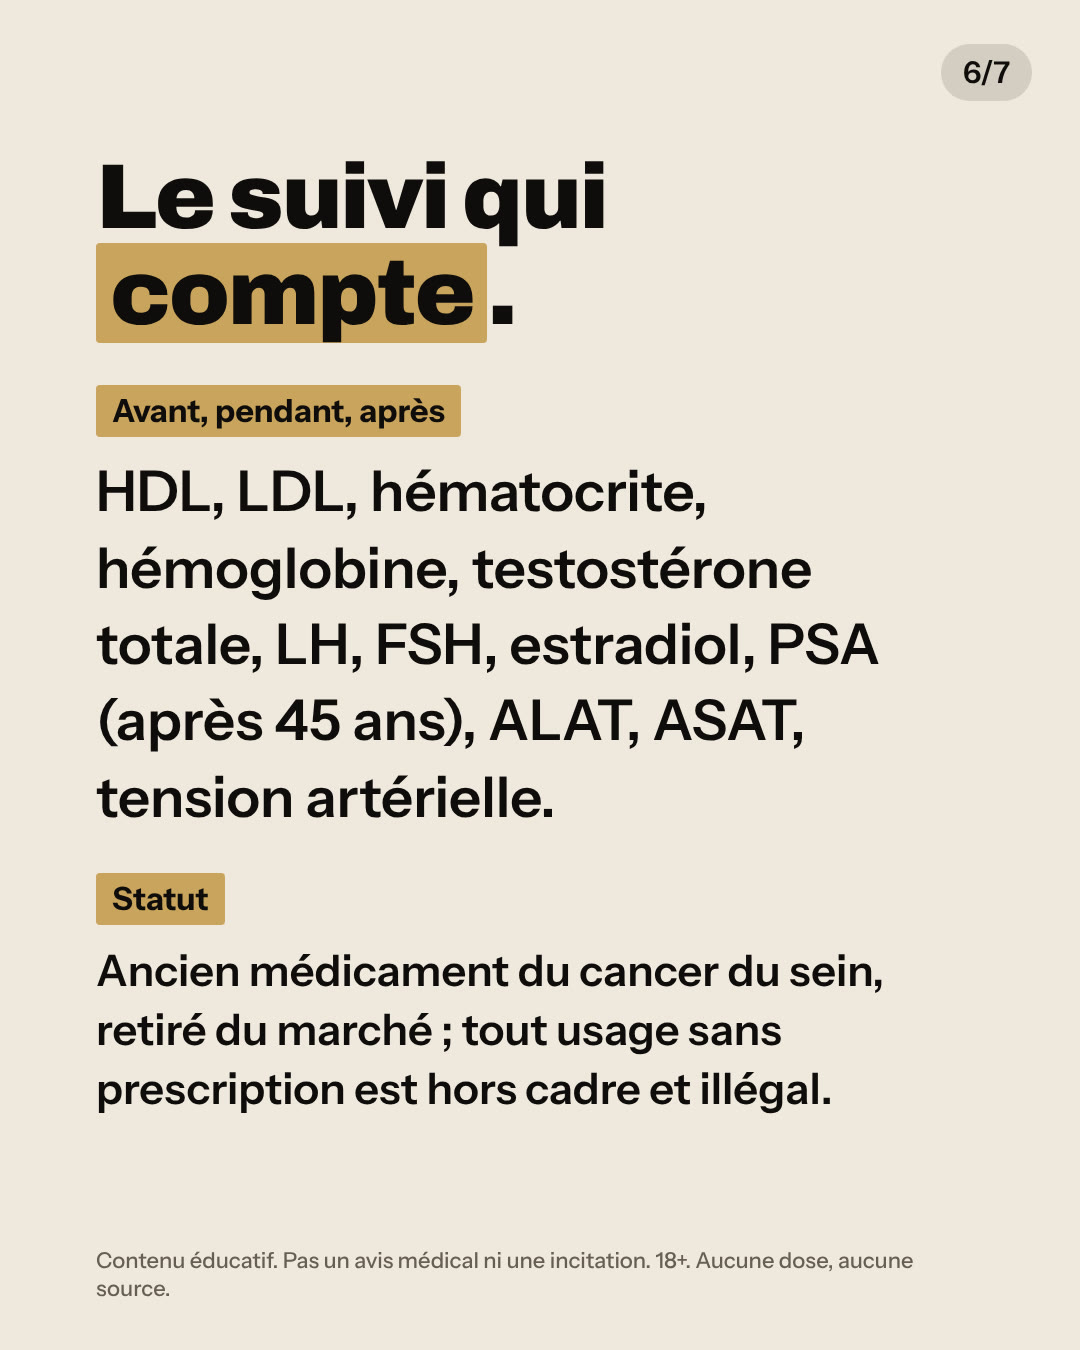 6/7
Le suivi qui
compte.
Avant, pendant, après
HDL, LDL, hématocrite,
hémoglobine, testostérone
totale, LH, FSH, estradiol, PSA
(après 45 ans), ALAT, ASAT,
tension artérielle.
Statut
Ancien médicament du cancer du sein,
retiré du marché ; tout usage sans
prescription est hors cadre et illégal.
Contenu éducatif. Pas un avis médical ni une incitation. 18+. Aucune dose, aucune
source.